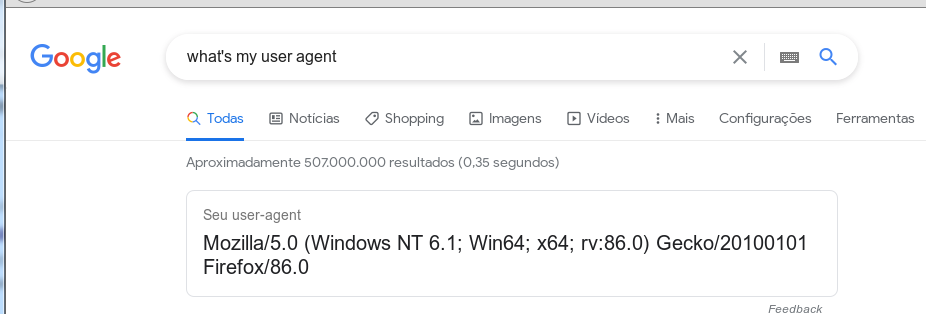 Google
what's my user agent
Todas Notícias Shopping Imagens Vídeos Mais Configurações Ferramentas
Aproximadamente 507.000.000 resultados (0,35 segundos)
Seu user-agent
Mozilla/5.0 (Windows NT 6.1; Win64; x64; rv:86.0) Gecko/20100101
Firefox/86.0
Feedback